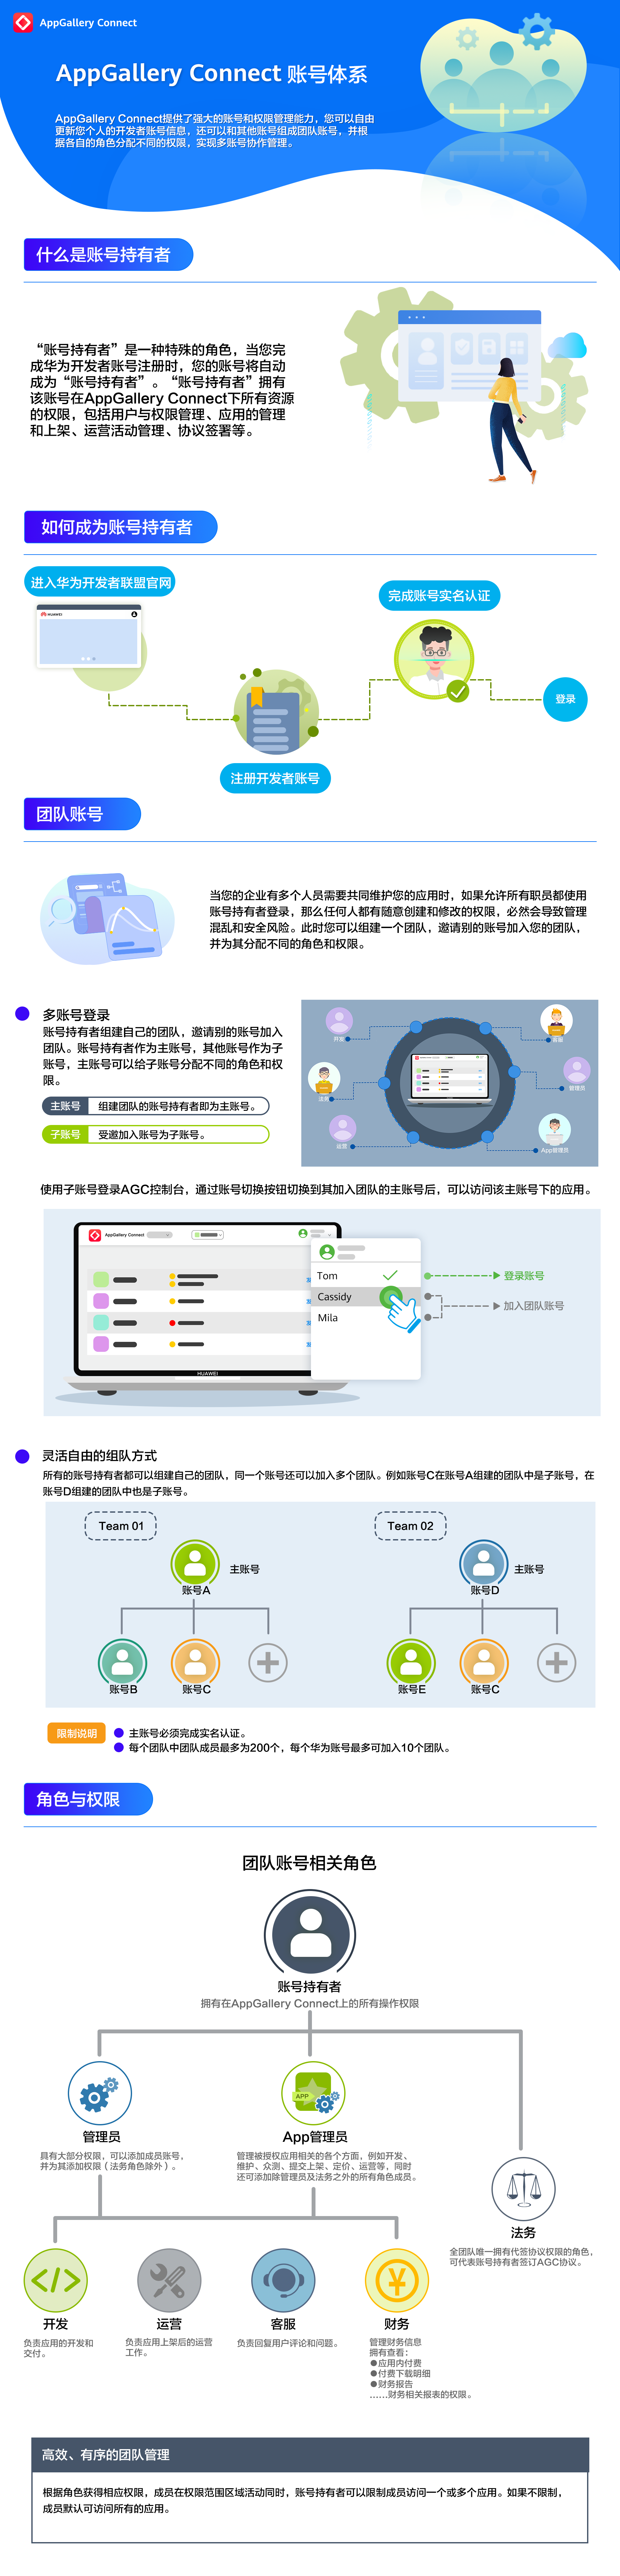 AppGallery Connect
AppGallery Connect 账号体系
AppGallery Connect提供了强大的账号和权限管理能力，您可以自由
更新您个人的开发者账号信息，还可以和其他账号组成团队账号，并根
据各自的角色分配不同的权限，实现多账号协作管理。
什么是账号持有者
“账号持有者”是一种特殊的角色，当您完
成华为开发者账号注册时，您的账号将自动
成为“账号持有者”。“账号持有者”拥有
该账号在AppGallery Connect下所有资源
的权限，包括用户与权限管理、应用的管理
和上架、运营活动管理、协议签署等。
如何成为账号持有者
进入华为开发者联盟官网
HUAWEI
完成账号实名认证
登录
注册开发者账号
团队账号
当您的企业有多个人员需要共同维护您的应用时，如果允许所有职员都使用
账号持有者登录，那么任何人都有随意创建和修改的权限，必然会导致管理
混乱和安全风险。此时您可以组建一个团队，邀请别的账号加入您的团队，
并为其分配不同的角色和权限。
多账号登录
账号持有者组建自己的团队，邀请别的账号加入
团队。账号持有者作为主账号，其他账号作为子
账号，主账号可以给子账号分配不同的角色和权
限。
主账号 组建团队的账号持有者即为主账号。
子账号 受邀加入账号为子账号。
开发
客服
管理员
法务
运营
App管理员
使用子账号登录AGC控制台，通过账号切换按钮切换到其加入团队的主账号后，可以访问该主账号下的应用。
AppGallery Connect
Tom
Cassidy
Mila
登录账号
加入团队账号
HUAWEI
灵活自由的组队方式
所有的账号持有者都可以组建自己的团队，同一个账号还可以加入多个团队。例如账号C在账号A组建的团队中是子账号，在
账号D组建的团队中也是子账号。
Team 01
主账号
账号A
账号B
账号C
Team 02
主账号
账号D
账号E
账号C
限制说明
主账号必须完成实名认证。
每个团队中团队成员最多为200个，每个华为账号最多可加入10个团队。
角色与权限
团队账号相关角色
账号持有者
拥有在AppGallery Connect上的所有操作权限
管理员
具有大部分权限，可以添加成员账号，
并为其添加权限（法务角色除外）。
APP
App管理员
管理被授权应用相关的各个方面，例如开发、
维护、众测、提交上架、定价、运营等，同时
还可添加除管理员及法务之外的所有角色成员。
法务
全团队唯一拥有代签协议权限的角色，
可代表账号持有者签订AGC协议。
开发
负责应用的开发和
交付。
运营
负责应用上架后的运营
工作。
客服
负责回复用户评论和问题。
¥
财务
管理财务信息
拥有查看：
●应用内付费
●付费下载明细
●财务报告
......财务相关报表的权限。
高效、有序的团队管理
根据角色获得相应权限，成员在权限范围区域活动同时，账号持有者可以限制成员访问一个或多个应用。如果不限制，
成员默认可访问所有的应用。